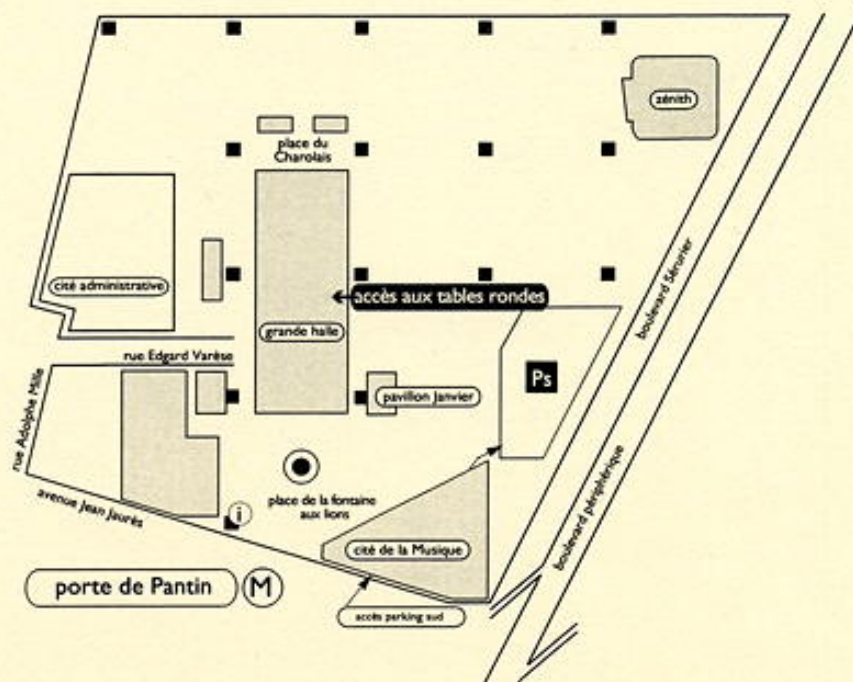 zénith
place du
Charolais
cité administrative
accès aux tables rondes
grande halle
boulevard Sérurier
rue Edgard Varèse
Ps
pavillon Janvier
rue Adolphe Mille
avenue Jean Jaurès
place de la fontaine
aux lions
i
boulevard périphérique
cité de la Musique
porte de Pantin M
accès parking sud